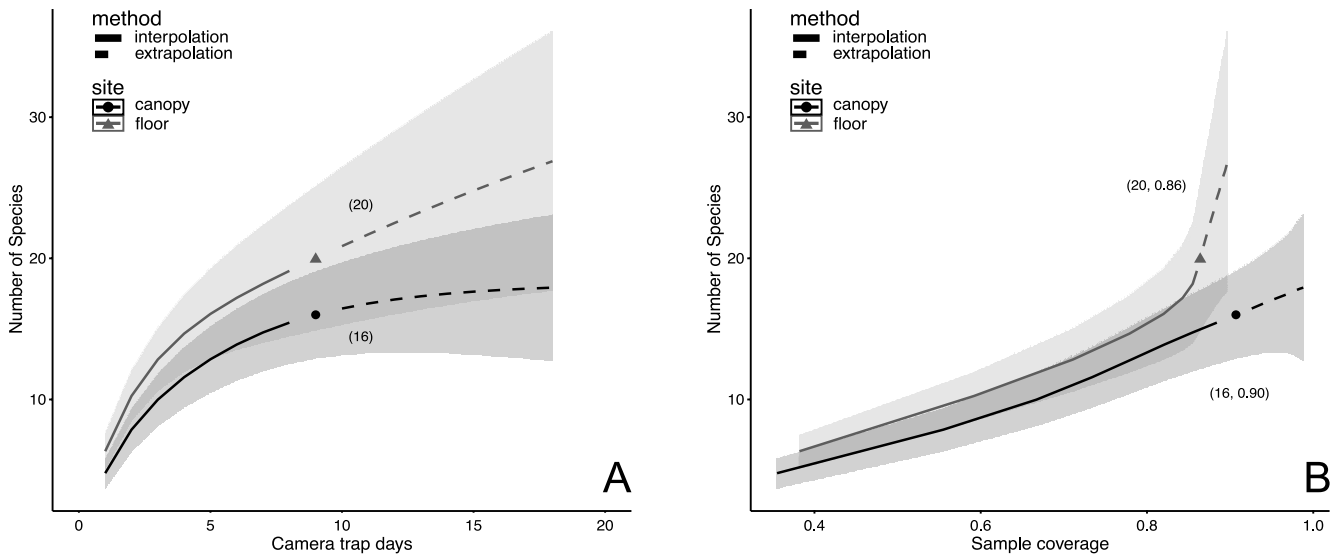 method
interpolation
extrapolation
site
canopy
floor
30
20
10
Number of Species
(20)
(16)
A
0
5
10
15
20
Camera trap days
method
interpolation
extrapolation
site
canopy
floor
30
20
10
Number of Species
(20, 0.86)
(16, 0.90)
B
0.4
0.6
0.8
1.0
Sample coverage